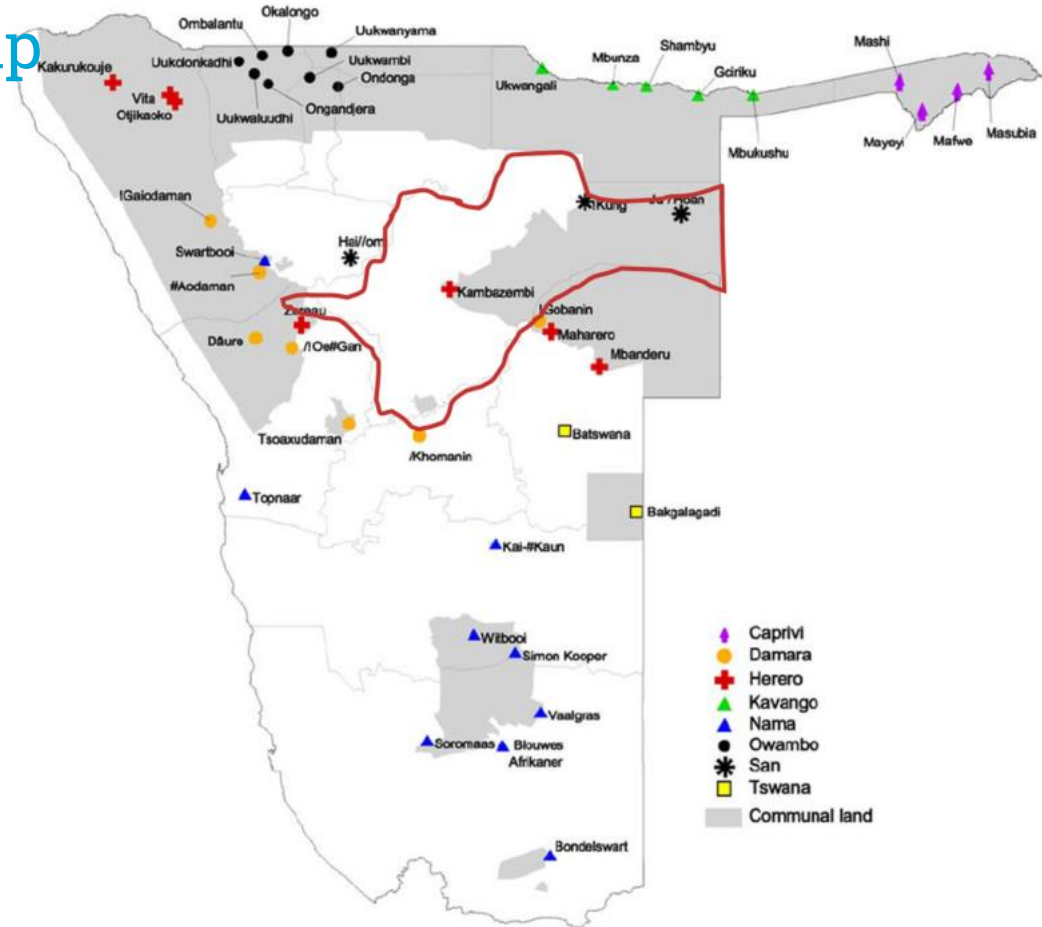 Okalongo
Ombalantu
Uukwanyama
Uukolonkadhi
Uukwambi
Ondonga
Ongandjera
Uukwaluudhi
Kakurukouje
Vita
Otjikaoko
Ukwangali
Mbunza
Shambyu
Gciriku
Mbukushu
Mashi
Mayeyi
Mafwe
Masubia
!Gaiodaman
Swartbooi
#Aodaman
Hai//om
!Kung
Kambazembi
Zeraau
Dâure
/!Oe#Gan
!Gobanin
Maharero
Mbanderu
Tsoaxudaman
/Khomanin
Batswana
Topnaar
Bakgalagadi
Kai-#Kaun
Witbooi
Simon Kooper
Vaalgras
Soromaas
Blouwes
Afrikaner
Bondelswart
Caprivi
Damara
Herero
Kavango
Nama
Owambo
San
Tswana
Communal land